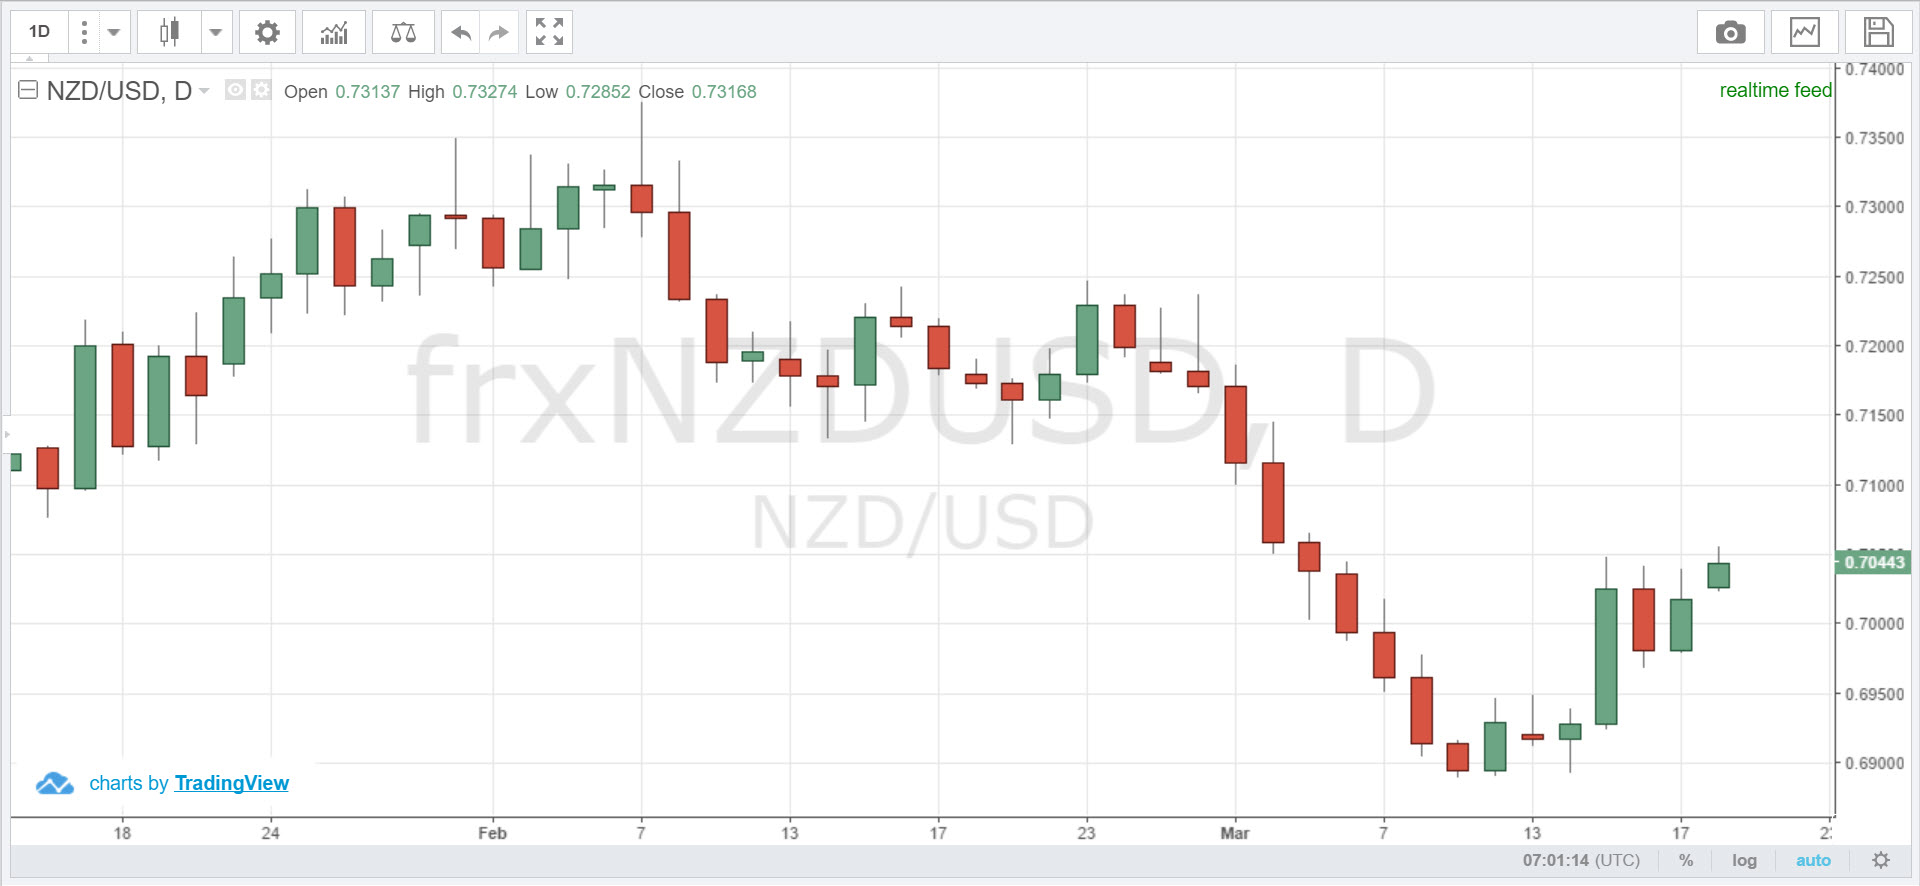 1D
NZD/USD, D Open 0.73137 High 0.73274 Low 0.72852 Close 0.73168
realtime feed
frxNZDUSD, D
NZD/USD
0.74000
0.73500
0.73000
0.72500
0.72000
0.71500
0.71000
0.70443
0.70000
0.69500
0.69000
charts by TradingView
18 24 Feb 7 13 17 23 Mar 7 13 17
07:01:14 (UTC) % log auto